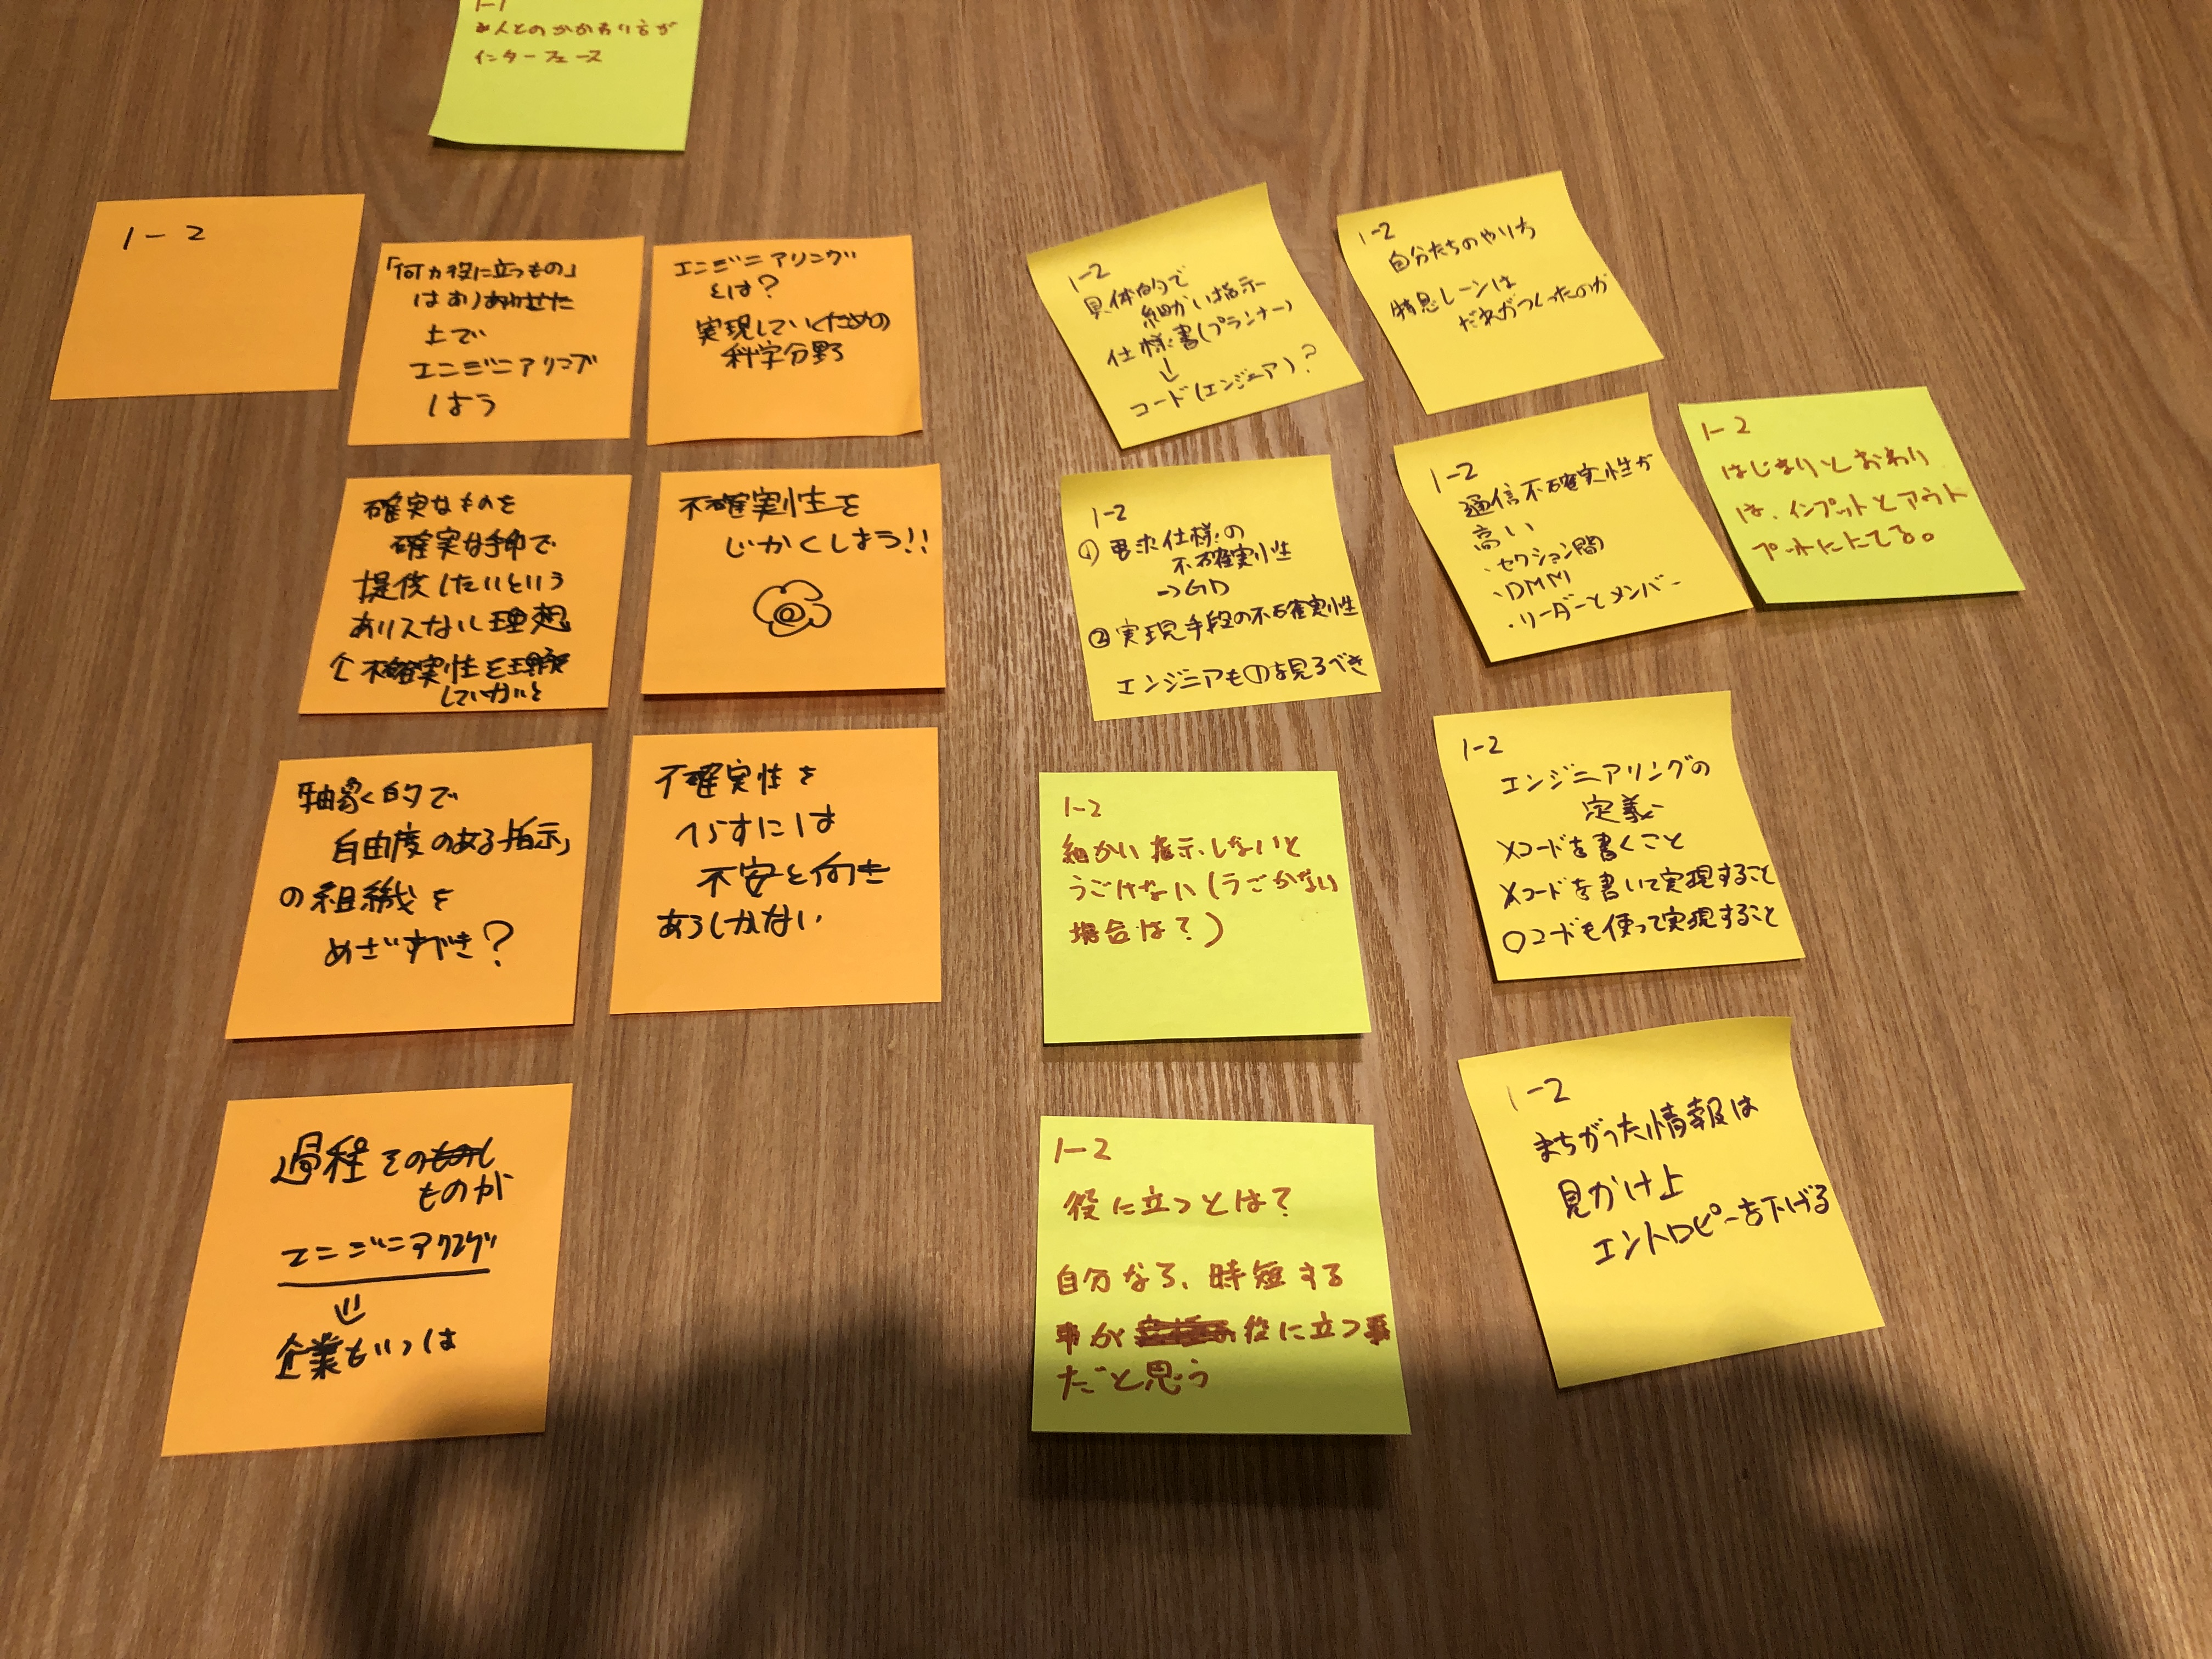 1-1
人とのかかわり方が
インターフェース
1-2
「何か役に立つもの」
は
上で
エンジニアリング
しよう
エンジニアリング
とは?
実現していくための
科学分野
確実なものを
確実な手中で
提供したいという
ありえない理想
↑不確実性を理解
していないと
不確実性を
じかくしよう!!
抽象的で
自由度のある指示」
の組織を
めざすべき?
不確実性を
へらすには
不安と向き
あうしかない
過程その
ものが
エンジニアリング
⇓
企業もいっしょ
1-2
具体的で
細かい指示
仕様書(プランナー)
↓
コード(エンジニア)?
1-2
自分たちのやり方
特急レーンは
だれがつくったのか
1-2
①要求仕様の
不確実性
→GD
②実現手段の不確実性
エンジニアも①を見るべき
1-2
通信不確実性が
高い
・セクション間
・DMM
・リーダーとメンバー
1-2
はじまりとおわり
は、インプットとアウト
プットににてる。
1-2
細かい指示しないと
うごけない(うごかない
場合は?)
1-2
エンジニアリングの
定義
×コードを書くこと
×コードを書いて実現すること
○コードも使って実現すること
1-2
役に立つとは?
自分なら、時短する
事が役に立つ事
だと思う
1-2
まちがった情報は
見かけ上
エントロピーを下げる